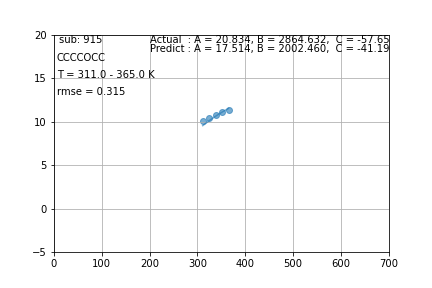 sub: 915
Actual : A = 20.834, B = 2864.632, C = -57.65
Predict : A = 17.514, B = 2002.460, C = -41.19
CCCCOCC
T = 311.0 - 365.0 K
rmse = 0.315
20
15
10
5
0
−5
0 100 200 300 400 500 600 700